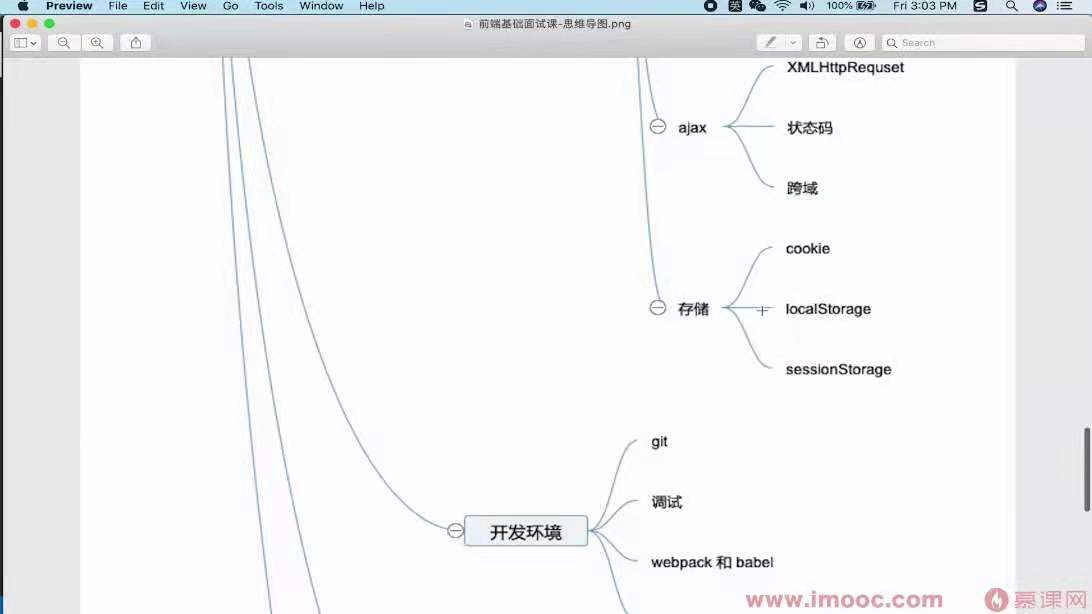 Preview File Edit View Go Tools Window Help 英 100% Fri 3:03 PM
前端基础面试课-思维导图.png
Search
XMLHttpRequset
ajax
状态码
跨域
cookie
存储
localStorage
sessionStorage
git
调试
开发环境
webpack 和 babel
www.imooc.com 慕课网